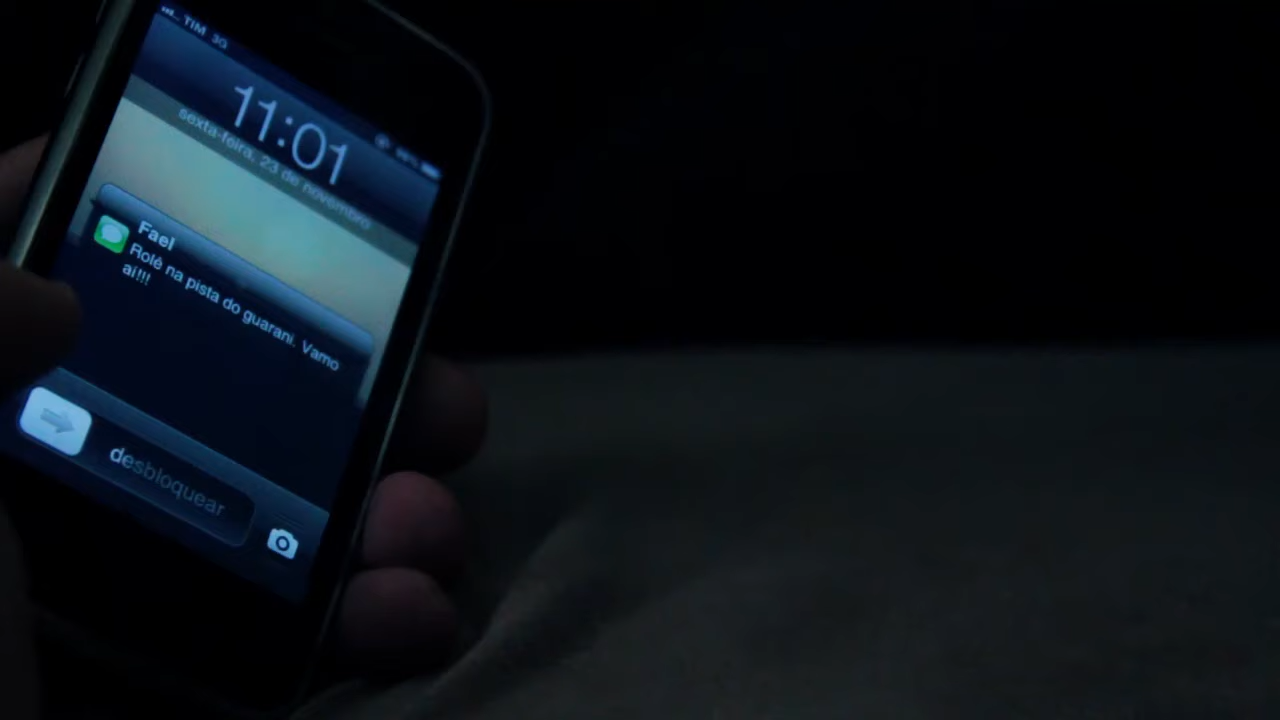 TIM 3G
11:01
sexta-feira, 23 de novembro
Fael
Rolê na pista do guarani. Vamo
aí!!!
desbloquear